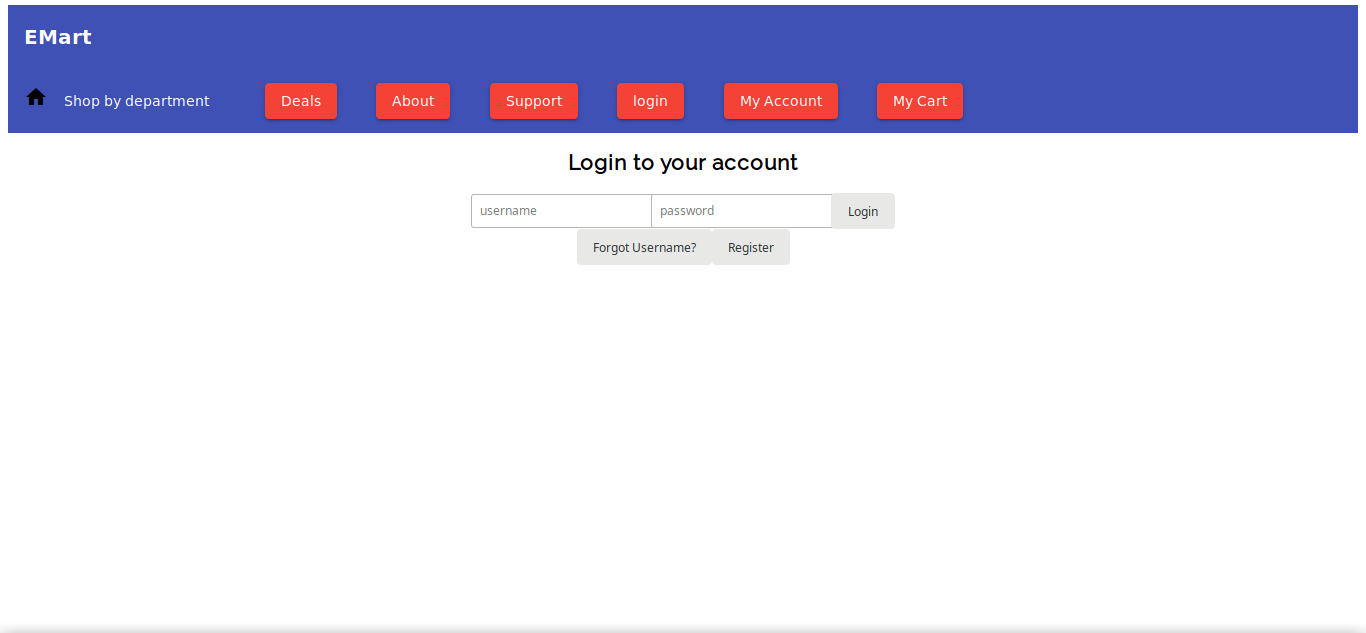 EMart
Shop by department Deals About Support login My Account My Cart
Login to your account
username password Login
Forgot Username? Register